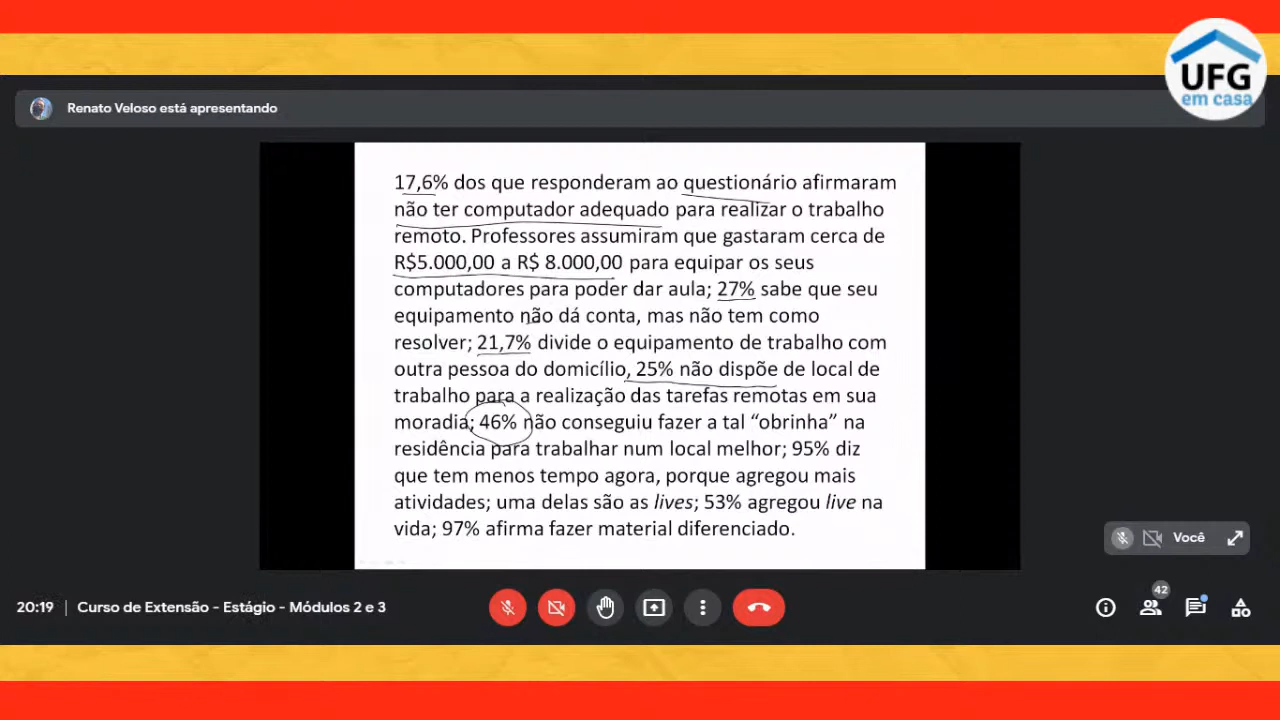 UFG
em casa
Renato Veloso está apresentando
17,6% dos que responderam ao questionário afirmaram
não ter computador adequado para realizar o trabalho
remoto. Professores assumiram que gastaram cerca de
R$5.000,00 a R$ 8.000,00 para equipar os seus
computadores para poder dar aula; 27% sabe que seu
equipamento não dá conta, mas não tem como
resolver; 21,7% divide o equipamento de trabalho com
outra pessoa do domicílio, 25% não dispõe de local de
trabalho para a realização das tarefas remotas em sua
moradia; 46% não conseguiu fazer a tal “obrinha” na
residência para trabalhar num local melhor; 95% diz
que tem menos tempo agora, porque agregou mais
atividades; uma delas são as lives; 53% agregou live na
vida; 97% afirma fazer material diferenciado.
Você
20:19 | Curso de Extensão - Estágio - Módulos 2 e 3
42